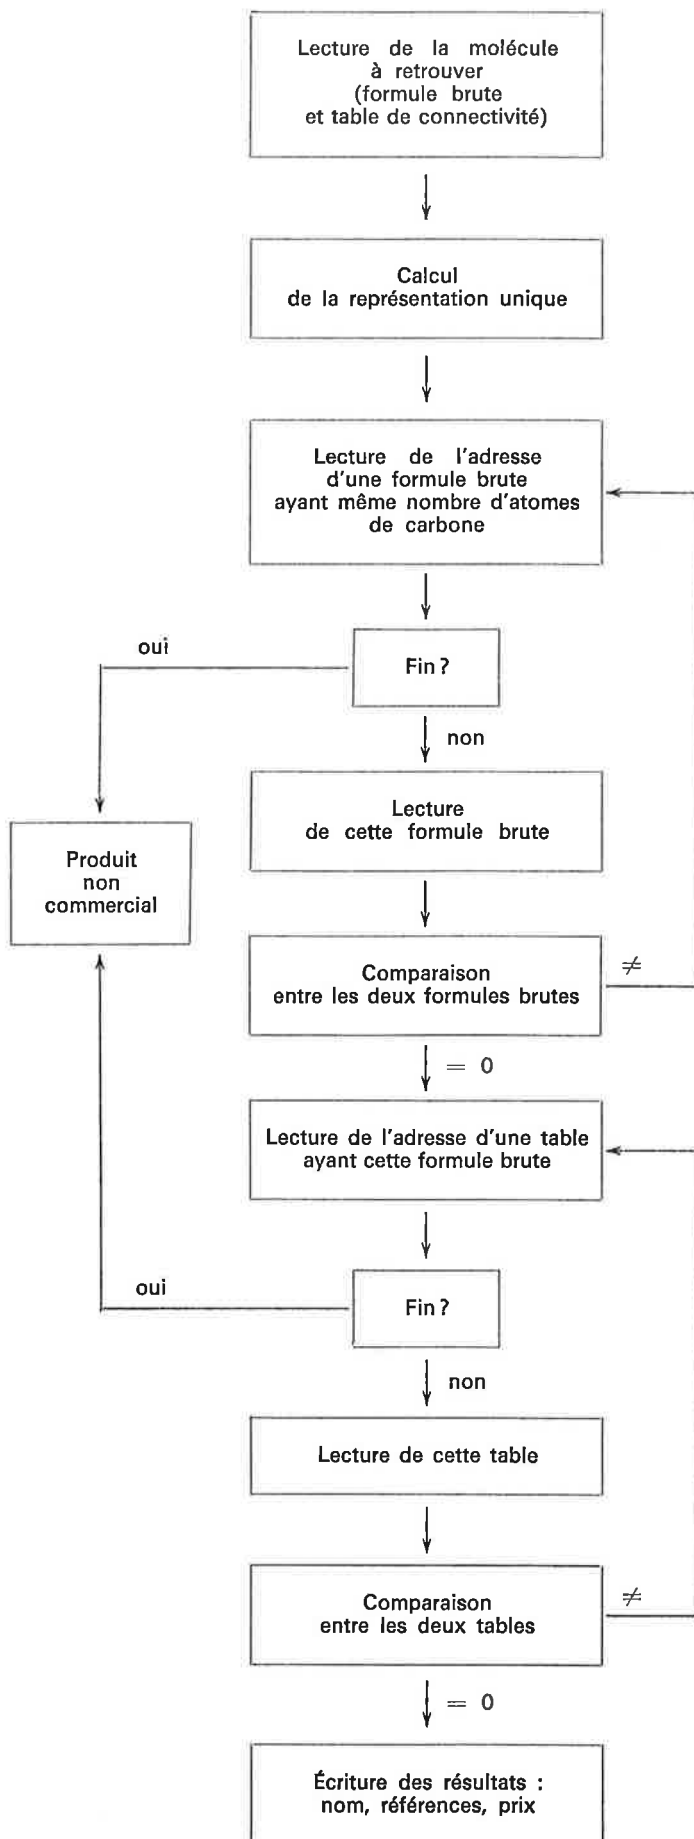 Lecture de la molécule
à retrouver
(formule brute
et table de connectivité)
Calcul
de la représentation unique
Lecture de l'adresse
d'une formule brute
ayant même nombre d'atomes
de carbone
oui
Fin ?
non
Lecture
de cette formule brute
Produit
non
commercial
Comparaison
entre les deux formules brutes
≠
= 0
Lecture de l'adresse d'une table
ayant cette formule brute
oui
Fin ?
non
Lecture de cette table
Comparaison
entre les deux tables
≠
= 0
Écriture des résultats :
nom, références, prix